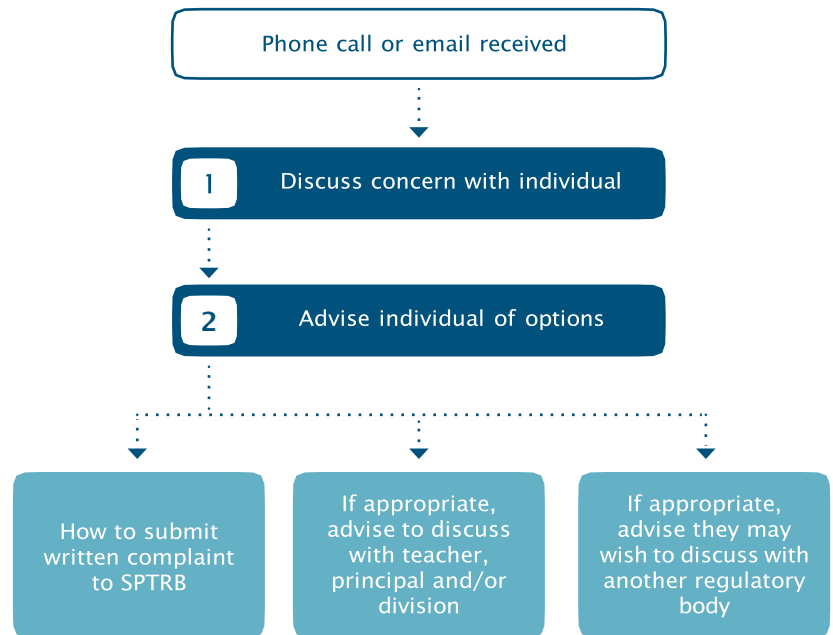 Phone call or email received
1
Discuss concern with individual
2
Advise individual of options
How to submit
written complaint
to SPTRB
If appropriate,
advise to discuss
with teacher,
principal and/or
division
If appropriate,
advise they may
wish to discuss with
another regulatory
body